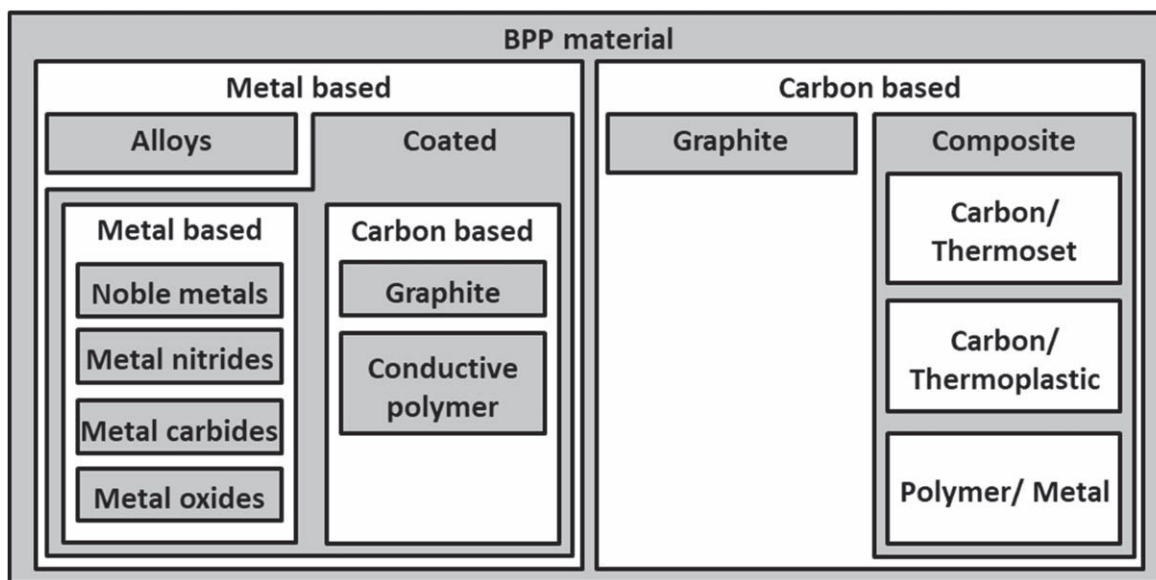 BPP material
Metal based
Alloys
Coated
Metal based
Noble metals
Metal nitrides
Metal carbides
Metal oxides
Carbon based
Graphite
Conductive
polymer
Carbon based
Graphite
Composite
Carbon/
Thermoset
Carbon/
Thermoplastic
Polymer/ Metal